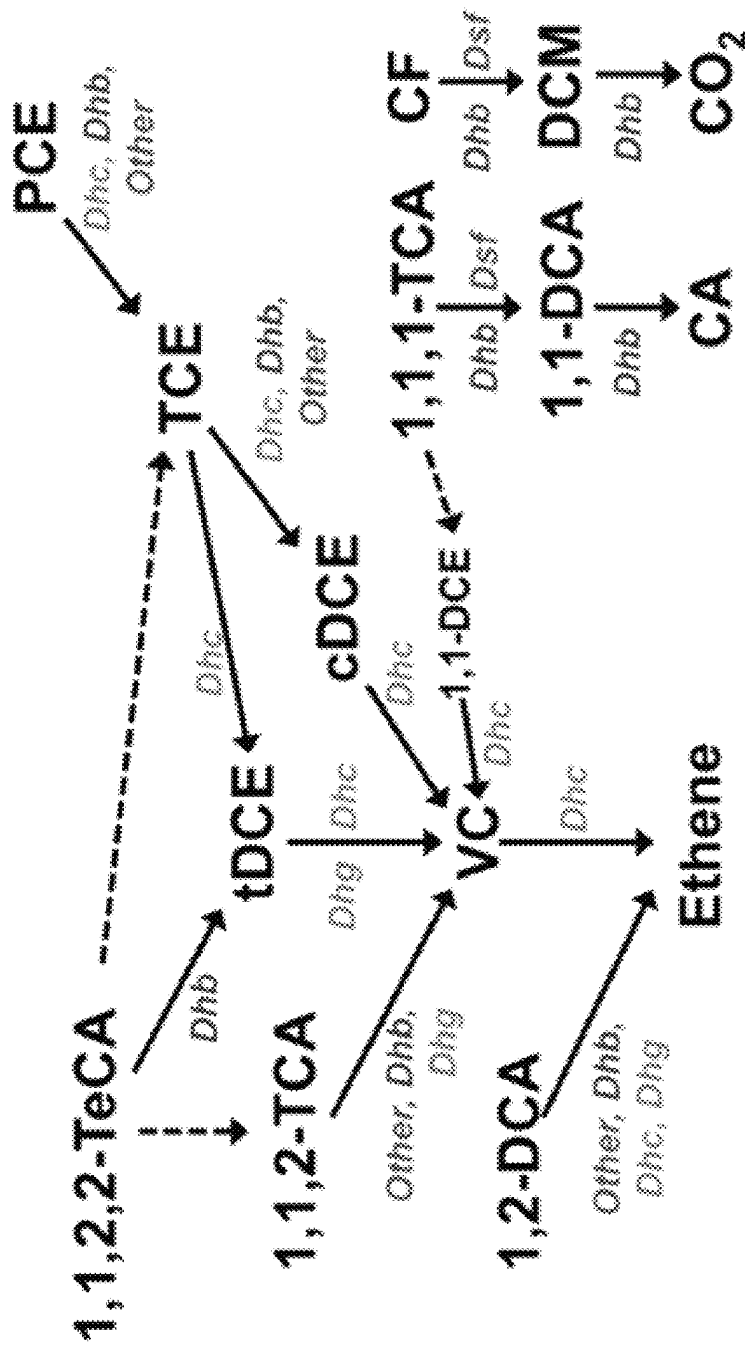 1,1,2,2-TeCA
PCE
Dhc, Dhb,
Other
TCE
Dhb
Dhc
Dhc, Dhb,
Other
tDCE
1,1,2-TCA
cDCE
Dhg
Dhc
Dhc
Other, Dhb,
Dhg
1,1,1-TCA
CF
1,1-DCE
VC
Dhc
Dhb
Dsf
Dhb
Dsf
1,2-DCA
1,1-DCA
DCM
Other, Dhb,
Dhc, Dhg
Dhc
Dhb
Dhb
Ethene
CA
CO2